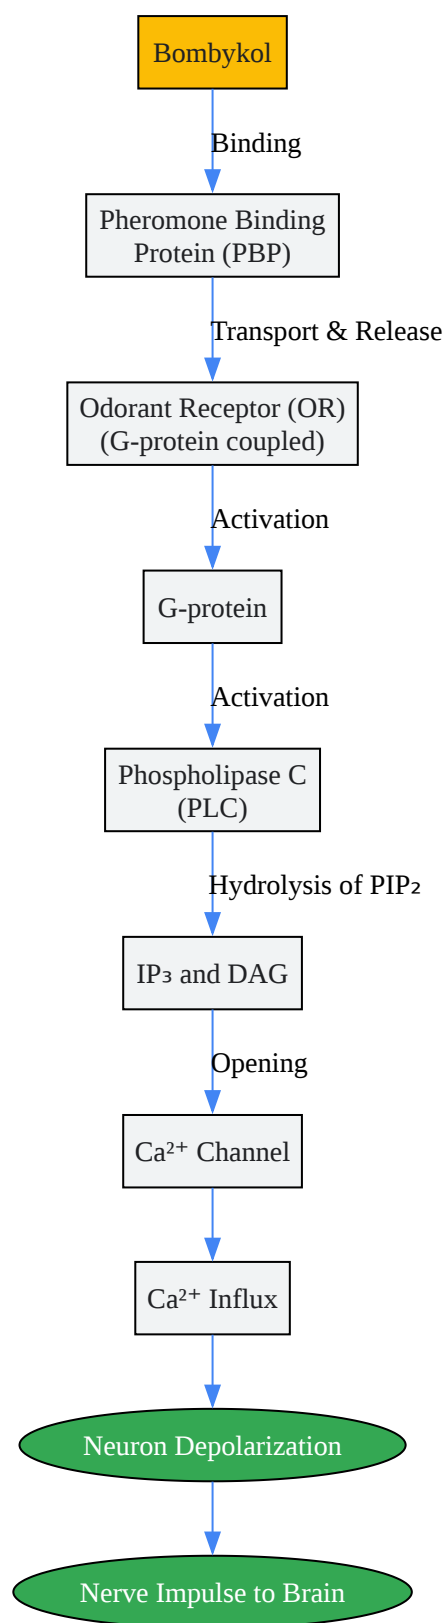 Bombykol
Binding
Pheromone Binding
Protein (PBP)
Transport & Release
Odorant Receptor (OR)
(G-protein coupled)
Activation
G-protein
Activation
Phospholipase C
(PLC)
Hydrolysis of PIP₂
IP₃ and DAG
Opening
Ca²⁺ Channel
Ca²⁺ Influx
Neuron Depolarization
Nerve Impulse to Brain